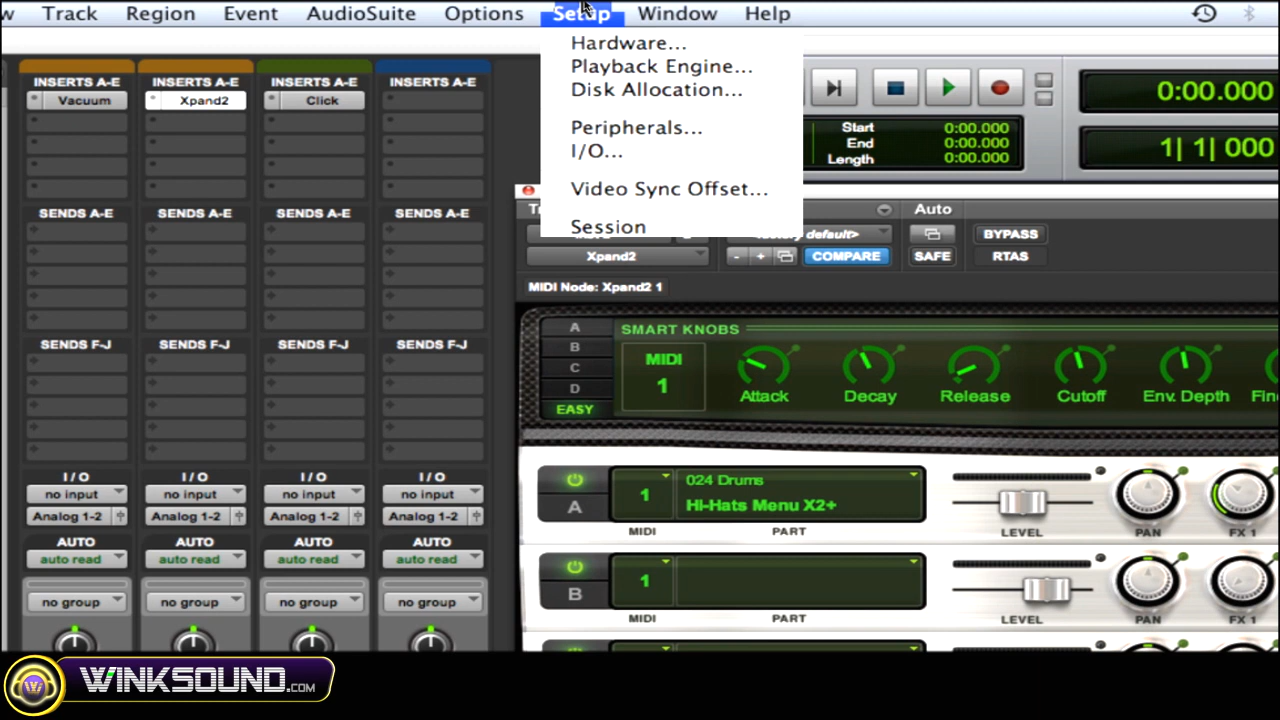 w Track Region Event AudioSuite Options Setup Window Help
Hardware...
Playback Engine...
Disk Allocation...
Peripherals...
I/O...
Video Sync Offset...
Session
INSERTS A-E INSERTS A-E INSERTS A-E INSERTS A-E
Vacuum Xpand2 Click
SENDS A-E SENDS A-E SENDS A-E SENDS A-E
SENDS F-J SENDS F-J SENDS F-J SENDS F-J
I/O I/O I/O I/O
no input no input no input no input
Analog 1-2 Analog 1-2 Analog 1-2 Analog 1-2
AUTO AUTO AUTO AUTO
auto read auto read auto read auto read
no group no group no group no group
0:00.000
Start 0:00.000
End 0:00.000
Length 0:00.000
1| 1| 000
Auto
default> BYPASS
Xpand2 - + COMPARE SAFE RTAS
MIDI Node: Xpand2 1
A
B
C
D
EASY
SMART KNOBS
MIDI
1
Attack Decay Release Cutoff Env. Depth Fin
A 1 024 Drums
Hi-Hats Menu X2+
MIDI PART LEVEL PAN FX 1
B 1
MIDI PART LEVEL PAN FX 1
WINKSOUND.COM